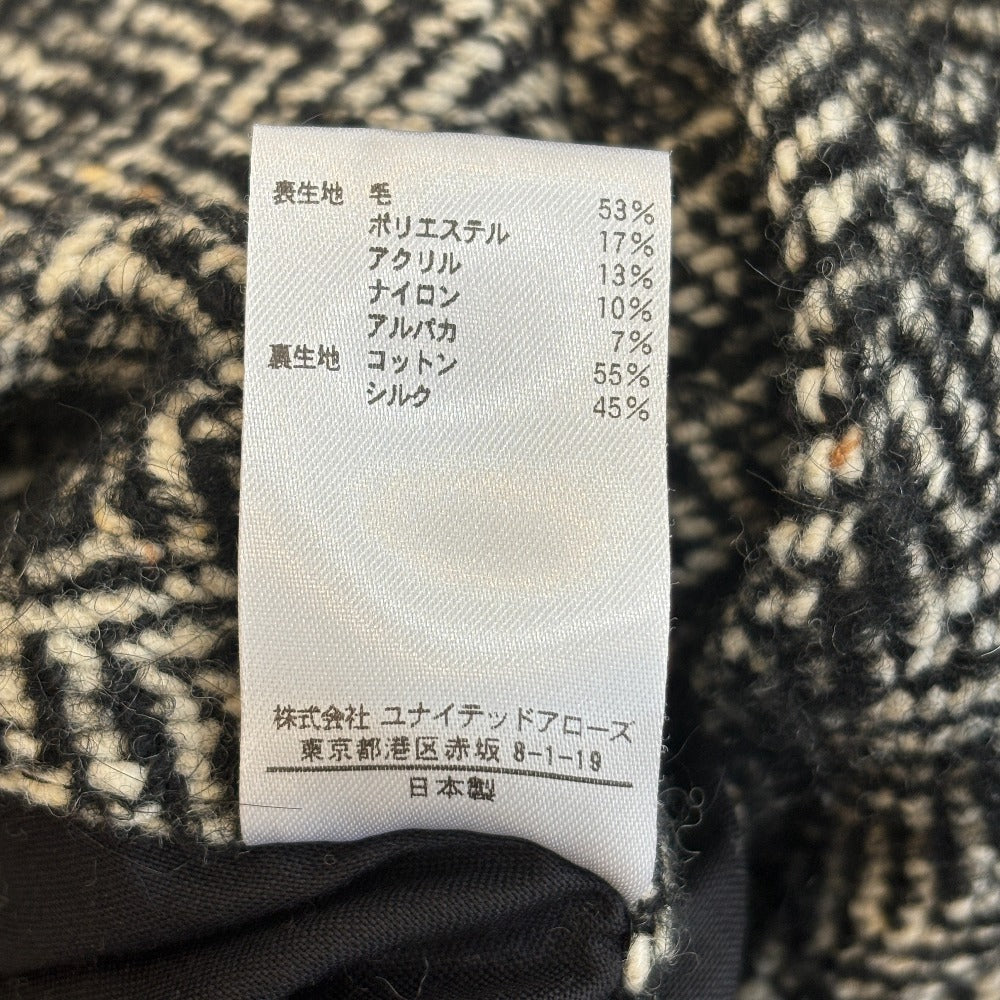 表生地 毛 53%
ポリエステル 17%
アクリル 13%
ナイロン 10%
アルパカ 7%
裏生地 コットン 55%
シルク 45%
株式会社 ユナイテッドアローズ
東京都港区赤坂 8-1-19
日本製